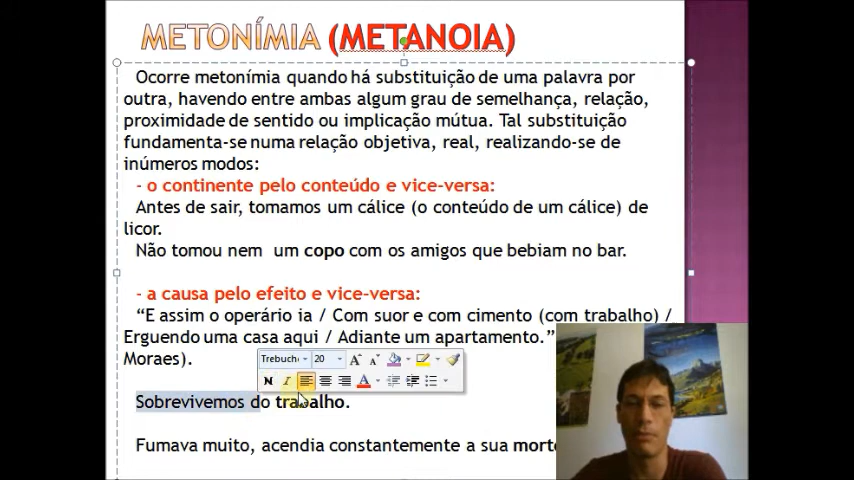 METONÍMIA (METANOIA)
Ocorre metonímia quando há substituição de uma palavra por
outra, havendo entre ambas algum grau de semelhança, relação,
proximidade de sentido ou implicação mútua. Tal substituição
fundamenta-se numa relação objetiva, real, realizando-se de
inúmeros modos:
- o continente pelo conteúdo e vice-versa:
Antes de sair, tomamos um cálice (o conteúdo de um cálice) de
licor.
Não tomou nem um copo com os amigos que bebiam no bar.
- a causa pelo efeito e vice-versa:
“E assim o operário ia / Com suor e com cimento (com trabalho) /
Erguendo uma casa aqui / Adiante um apartamento.”
Moraes).
Trebuch 20
N I A
Sobrevivemos do trabalho.
Fumava muito, acendia constantemente a sua